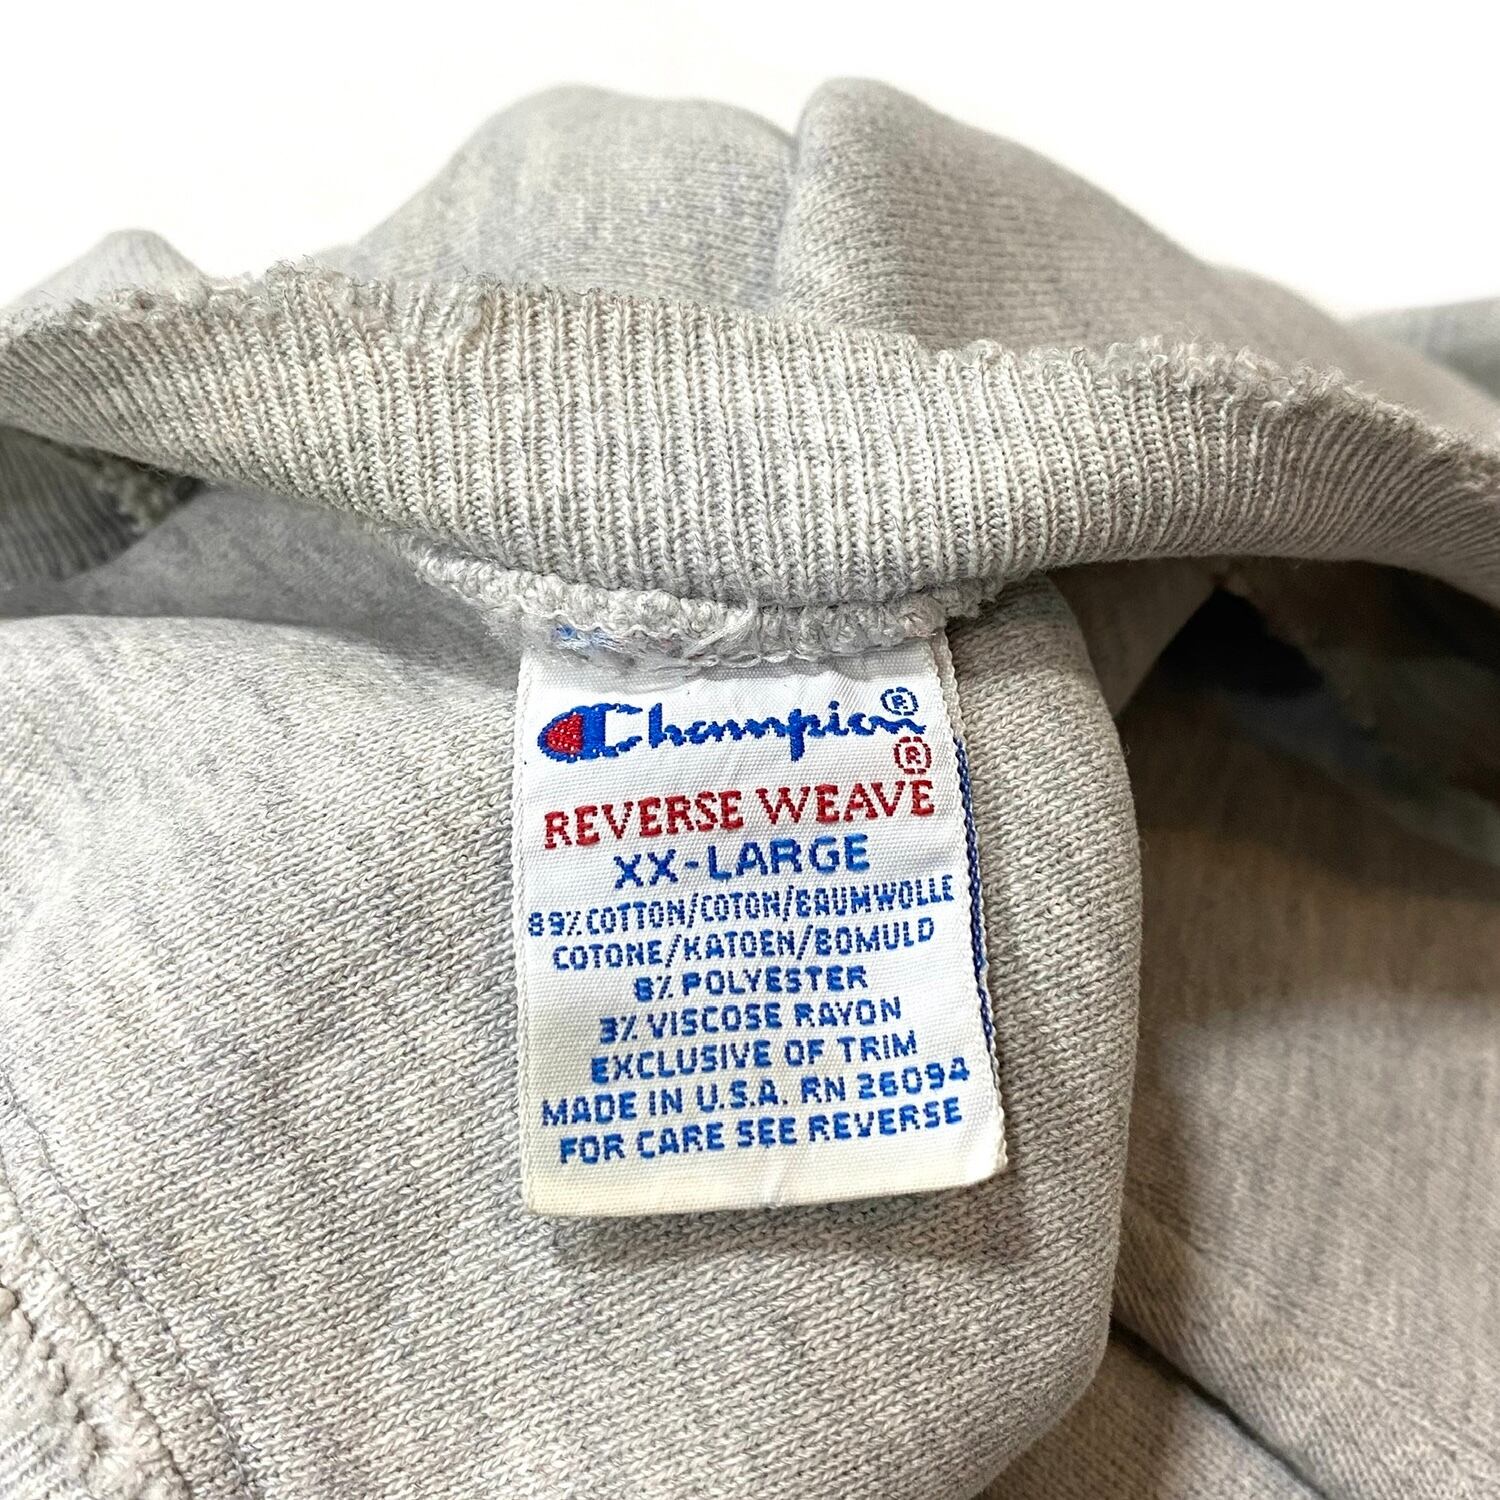 Champion®
®
REVERSE WEAVE
XX-LARGE
89% COTTON/COTON/BAUMWOLLE
COTONE/KATOEN/BOMULD
8% POLYESTER
3% VISCOSE RAYON
EXCLUSIVE OF TRIM
MADE IN U.S.A. RN 26094
FOR CARE SEE REVERSE